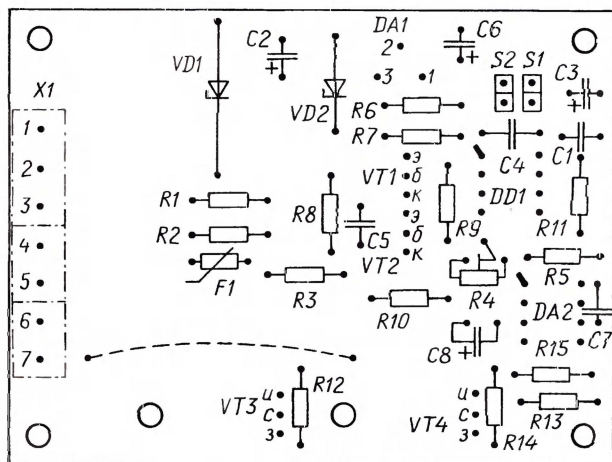 DA1
C6
2
C2
+
+
S2 S1
VD1
C3
3
1
+
X1
VD2
R6
1
R7
C4
C1
э
VT1
б
2
к
DD1
R1
R8
3
э
R9
R11
б
C5
R2
VT2
к
4
F1
R3
R4
R5
5
R10
DA2
6
C8
+
C7
7
R15
R12
и
VT3
с
з
и
VT4
с
з
R13
R14